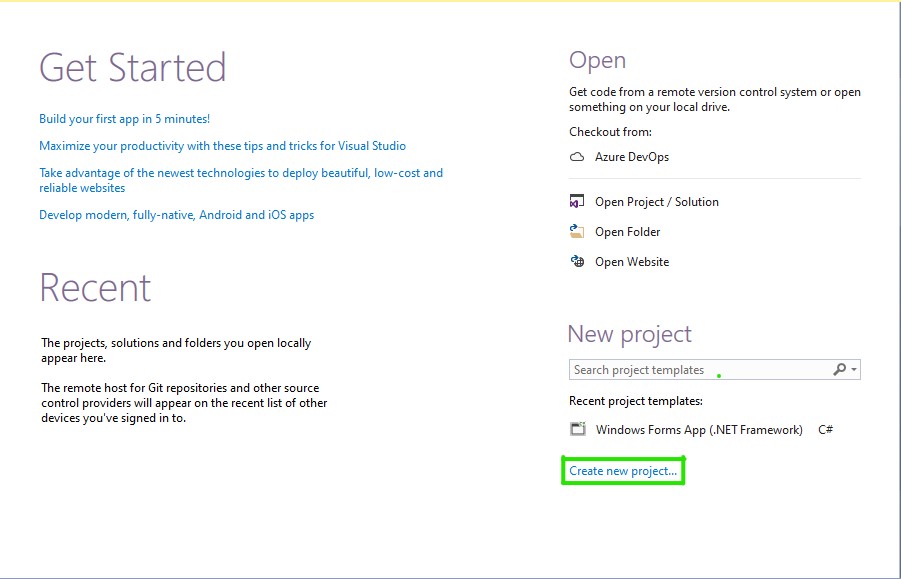 Get Started
Build your first app in 5 minutes!
Maximize your productivity with these tips and tricks for Visual Studio
Take advantage of the newest technologies to deploy beautiful, low-cost and
reliable websites
Develop modern, fully-native, Android and iOS apps
Recent
The projects, solutions and folders you open locally
appear here.
The remote host for Git repositories and other source
control providers will appear on the recent list of other
devices you've signed in to.
Open
Get code from a remote version control system or open
something on your local drive.
Checkout from:
Azure DevOps
Open Project / Solution
Open Folder
Open Website
New project
Search project templates
Recent project templates:
Windows Forms App (.NET Framework) C#
Create new project...